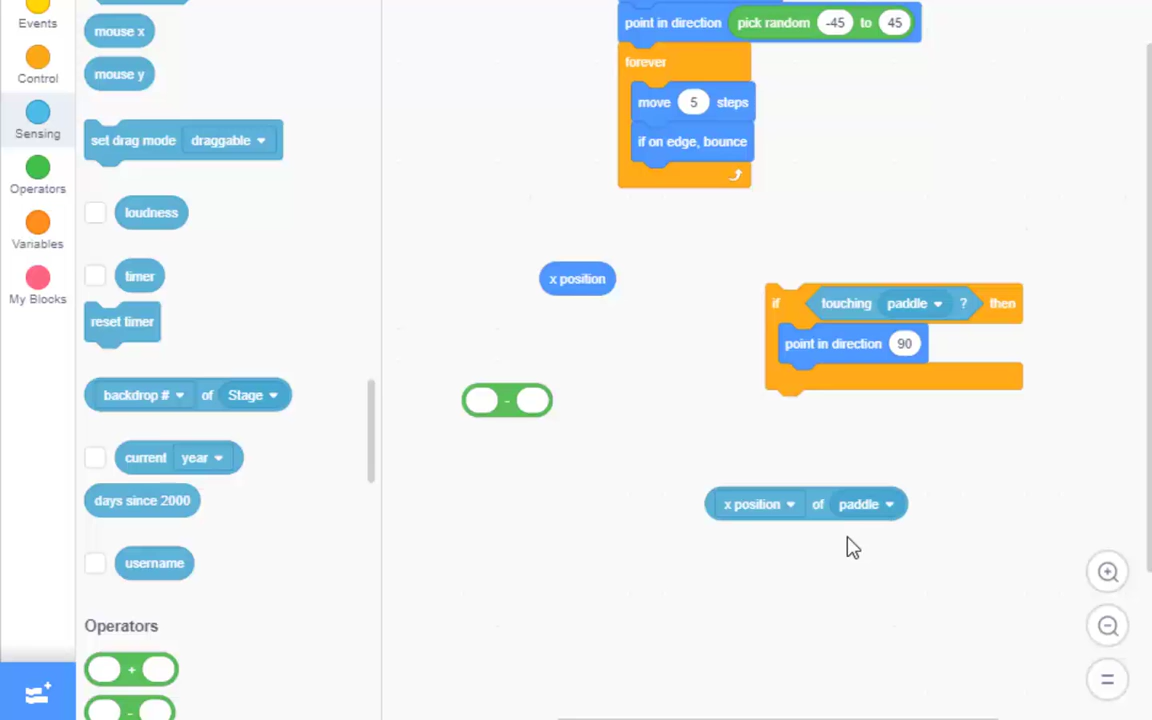 Events
Control
Sensing
Operators
Variables
My Blocks
mouse x
mouse y
set drag mode draggable
loudness
timer
reset timer
backdrop # of Stage
current year
days since 2000
username
Operators
+
-
point in direction pick random -45 to 45
forever
move 5 steps
if on edge, bounce
x position
if touching paddle ? then
point in direction 90
-
x position of paddle